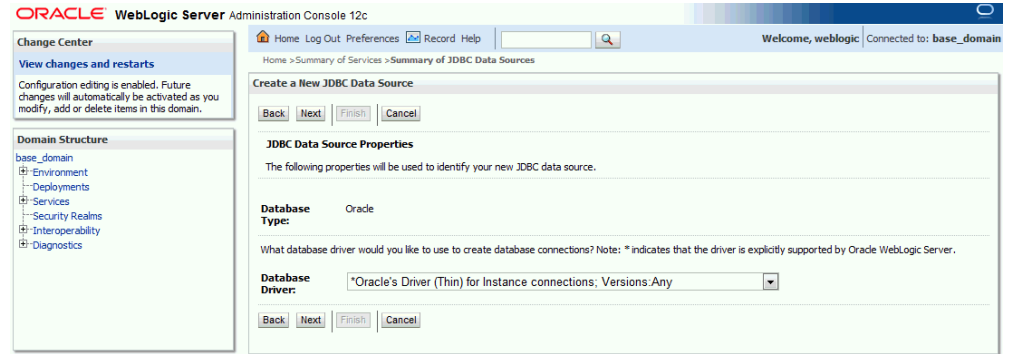 ORACLE WebLogic Server Administration Console 12c
Change Center
View changes and restarts
Configuration editing is enabled. Future
changes will automatically be activated as you
modify, add or delete items in this domain.
Domain Structure
base_domain
Environment
Deployments
Services
Security Realms
Interoperability
Diagnostics
Home Log Out Preferences Record Help
Welcome, weblogic Connected to: base_domain
Home >Summary of Services >Summary of JDBC Data Sources
Create a New JDBC Data Source
Back Next Finish Cancel
JDBC Data Source Properties
The following properties will be used to identify your new JDBC data source.
Database Oracle
Type:
What database driver would you like to use to create database connections? Note: * indicates that the driver is explicitly supported by Oracle WebLogic Server.
Database *Oracle's Driver (Thin) for Instance connections; Versions:Any
Driver:
Back Next Finish Cancel